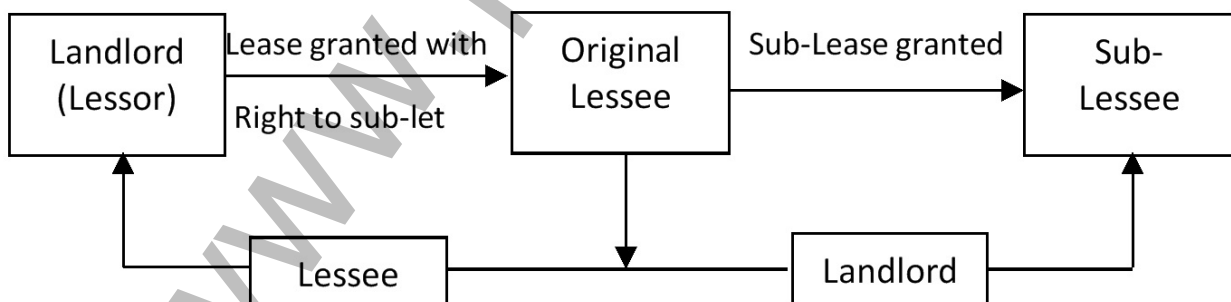 Landlord
(Lessor)
Lease granted with
Right to sub-let
Original
Lessee
Sub-Lease granted
Sub-
Lessee
Lessee
Landlord